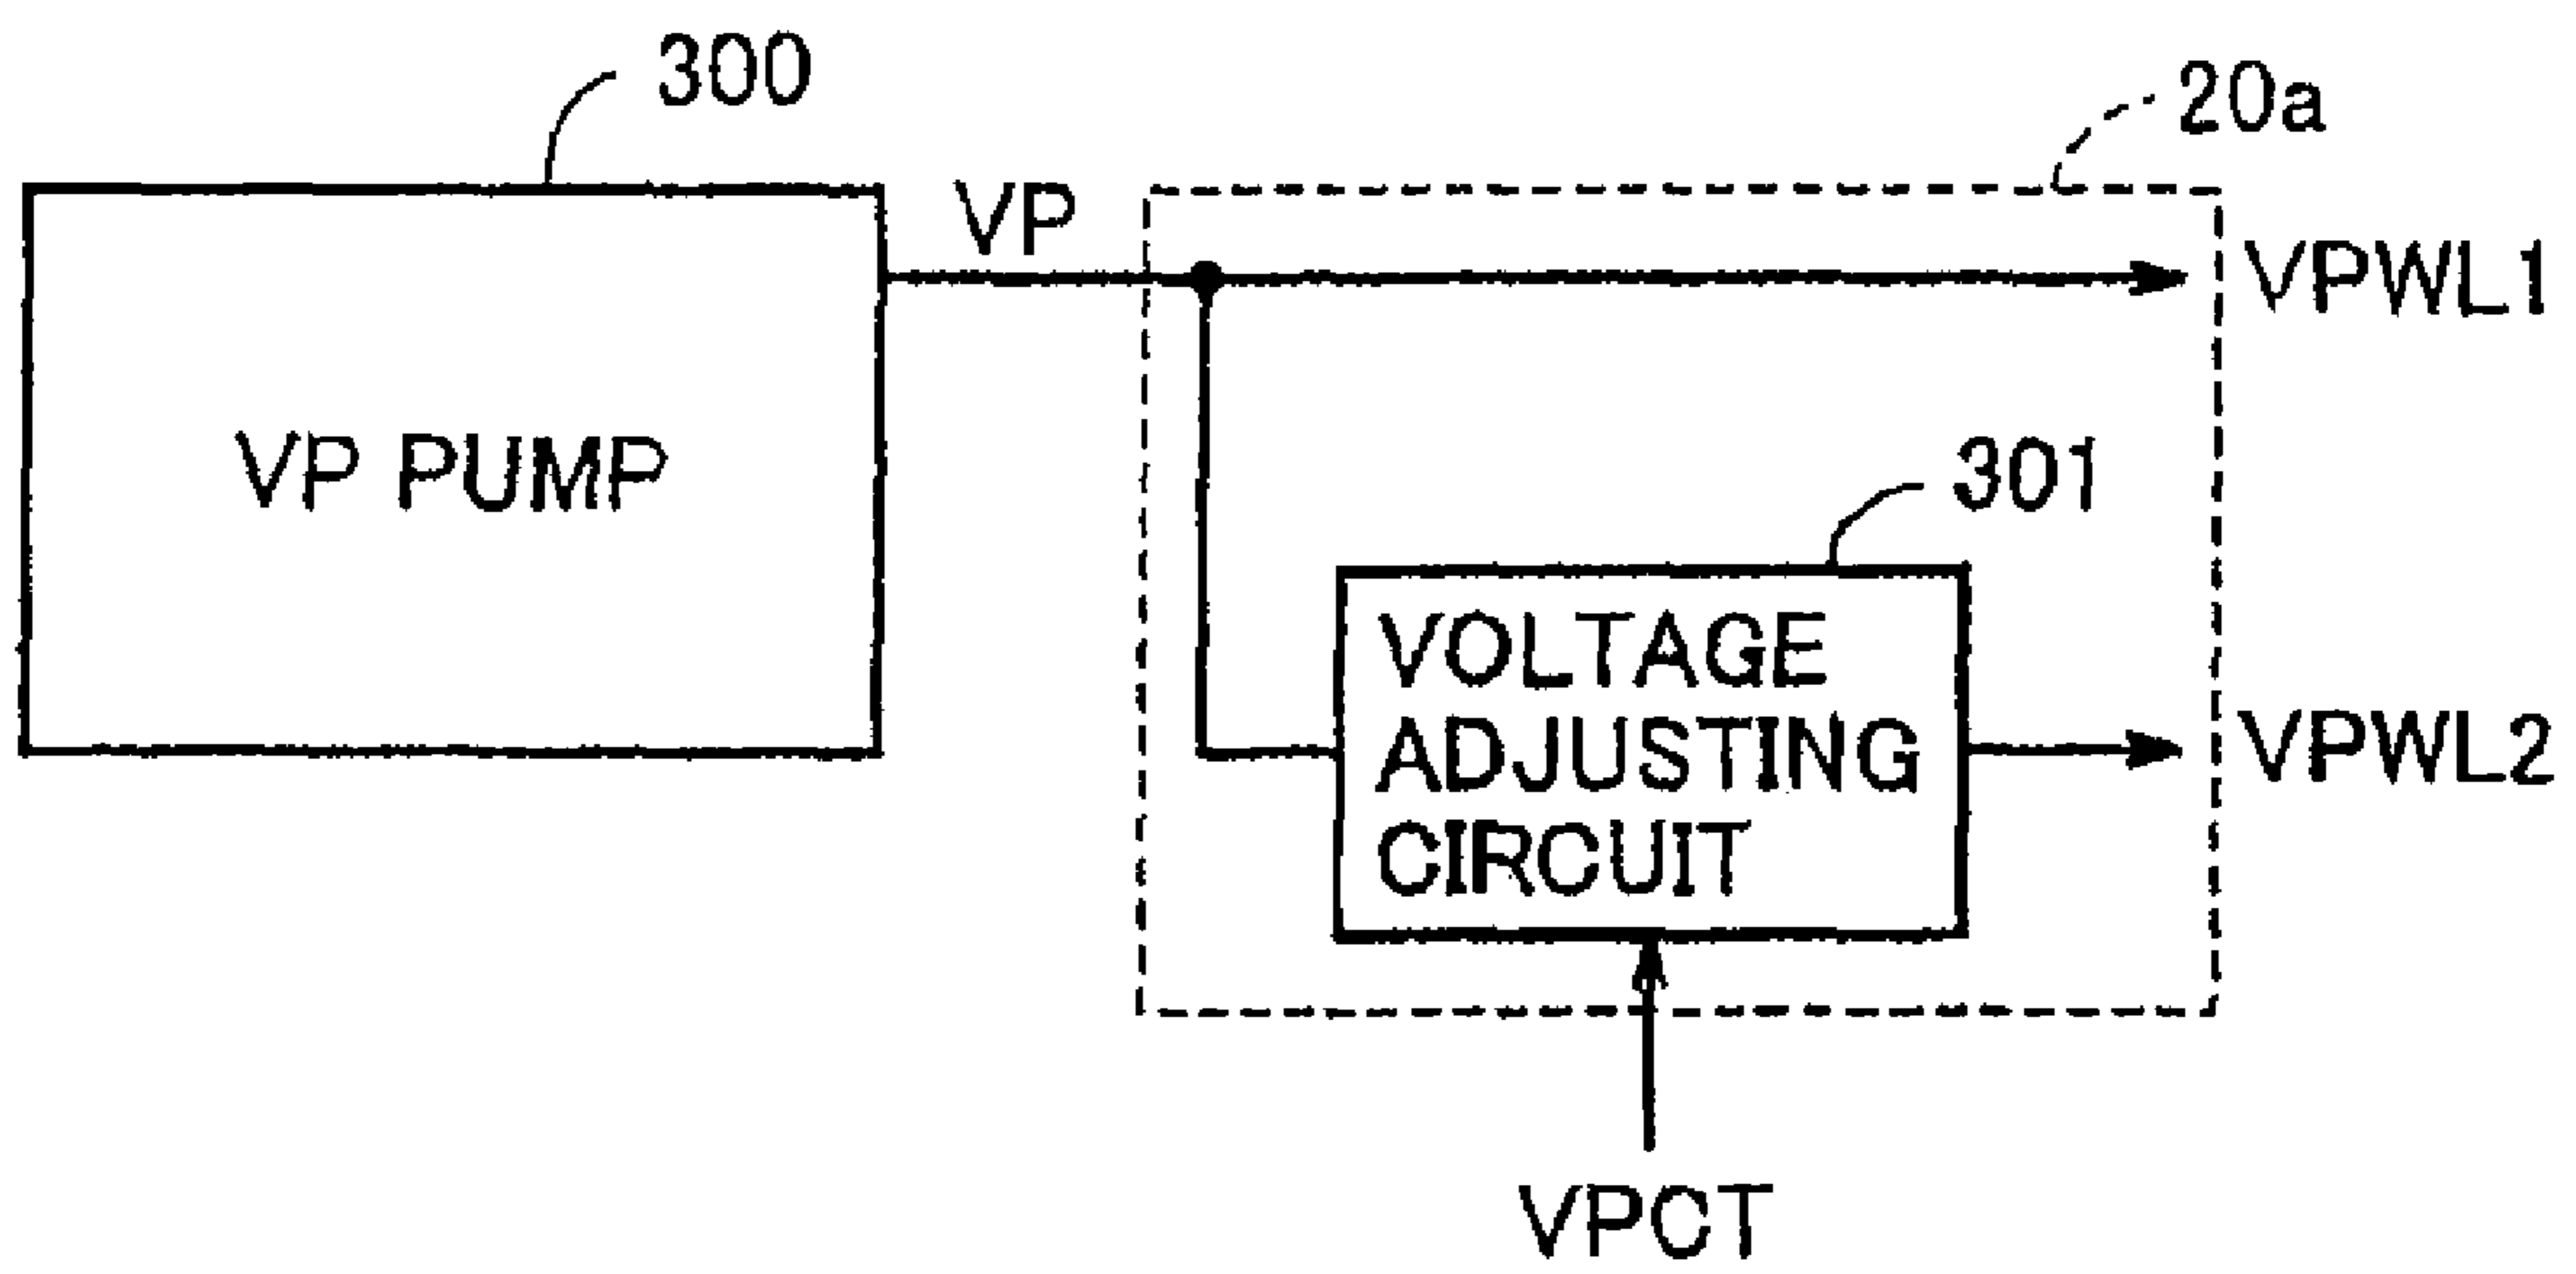 300
20a
VP
VPWL1
VP PUMP
301
VOLTAGE
ADJUSTING
CIRCUIT
VPWL2
VPCT